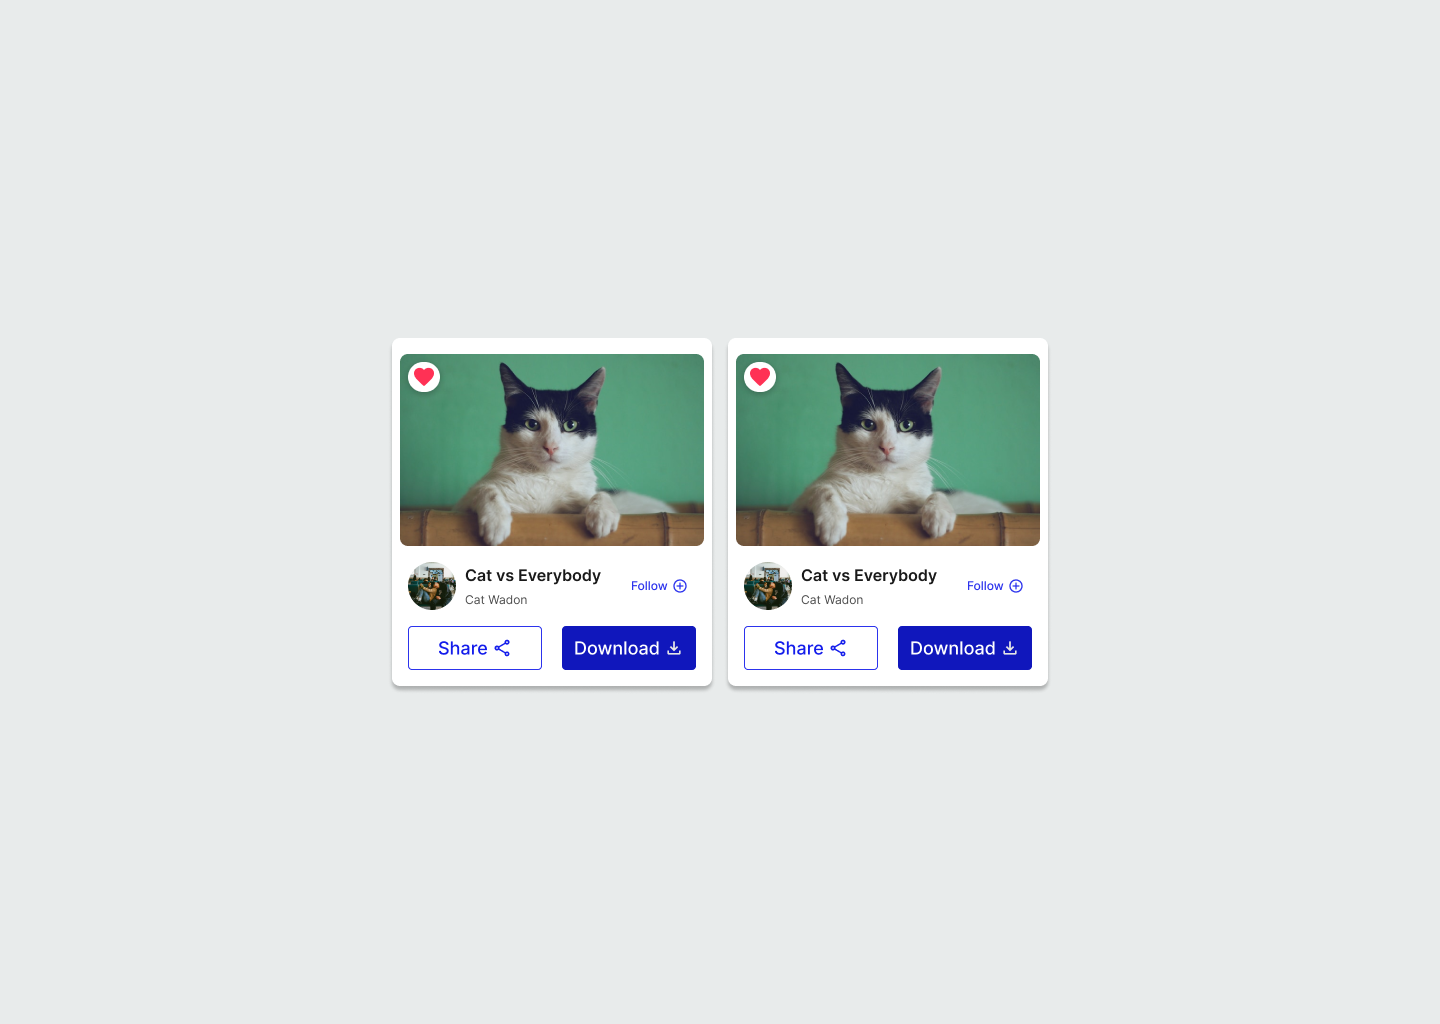 Cat vs Everybody
Cat Wadon
Follow
Share
Download
Cat vs Everybody
Cat Wadon
Follow
Share
Download